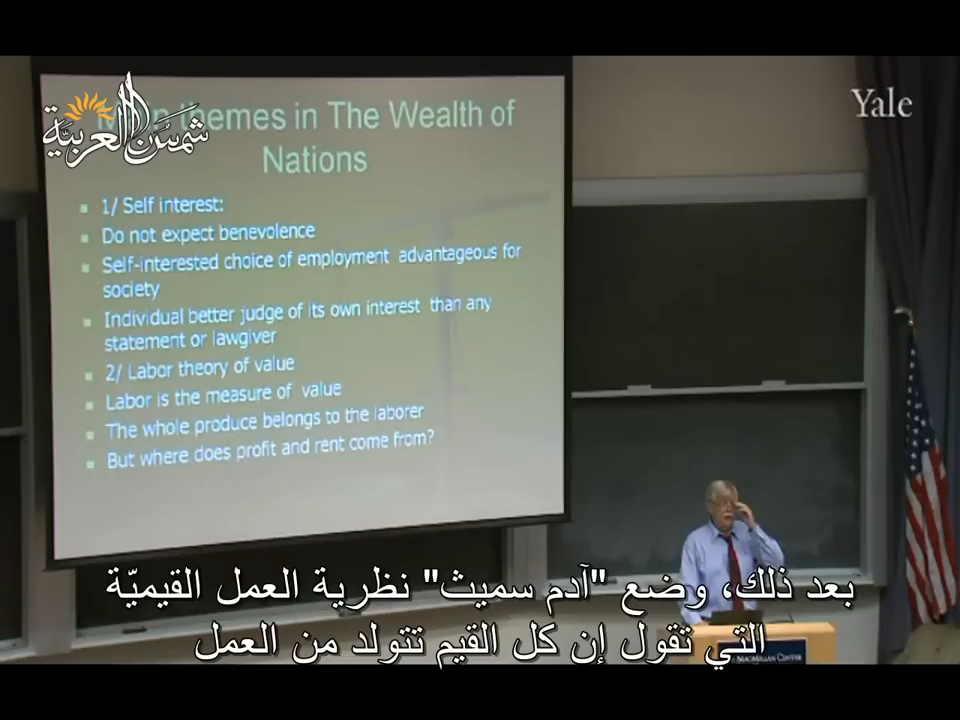 شمس العربية
Yale
Main themes in The Wealth of
Nations
1/ Self interest:
Do not expect benevolence
Self-interested choice of employment advantageous for
society
Individual better judge of its own interest than any
statement or lawgiver
2/ Labor theory of value
Labor is the measure of value
The whole produce belongs to the laborer
But where does profit and rent come from?
بعد ذلك، وضع "آدم سميث" نظرية العمل القيميّة
التي تقول إن كل القيم تتولد من العمل
MACMILLAN CENTER